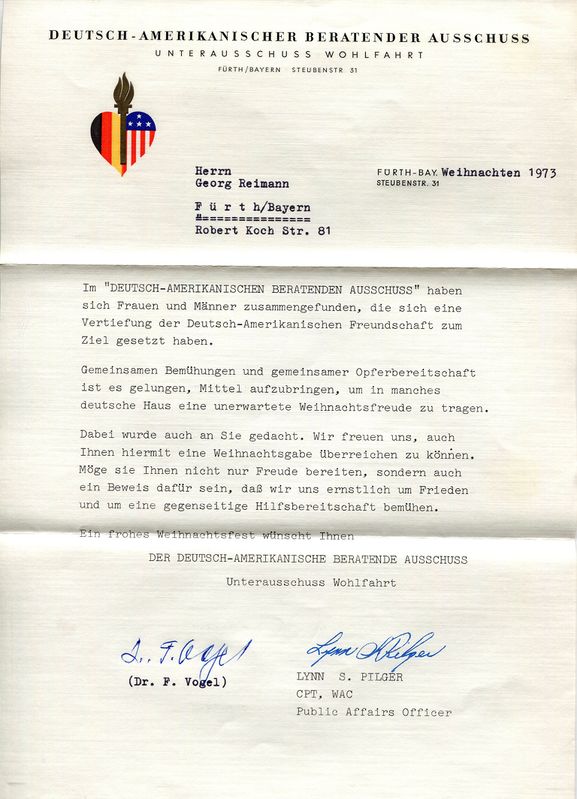 DEUTSCH-AMERIKANISCHER BERATENDER AUSSCHUSS
UNTERAUSSCHUSS WOHLFAHRT
FÜRTH/BAYERN STEUBENSTR. 31
Herrn
Georg Reimann
F ü r t h/Bayern
#===============
Robert Koch Str. 81
FÜRTH-BAY. Weihnachten 1973
STEUBENSTR. 31
Im "DEUTSCH-AMERIKANISCHEN BERATENDEN AUSSCHUSS" haben
sich Frauen und Männer zusammengefunden, die sich eine
Vertiefung der Deutsch-Amerikanischen Freundschaft zum
Ziel gesetzt haben.
Gemeinsamen Bemühungen und gemeinsamer Opferbereitschaft
ist es gelungen, Mittel aufzubringen, um in manches
deutsche Haus eine unerwartete Weihnachtsfreude zu tragen.
Dabei wurde auch an Sie gedacht. Wir freuen uns, auch
Ihnen hiermit eine Weihnachtsgabe überreichen zu können.
Möge sie Ihnen nicht nur Freude bereiten, sondern auch
ein Beweis dafür sein, daß wir uns ernstlich um Frieden
und um eine gegenseitige Hilfsbereitschaft bemühen.
Ein frohes Weihnachtsfest wünscht Ihnen
DER DEUTSCH-AMERIKANISCHE BERATENDE AUSSCHUSS
Unterausschuss Wohlfahrt
Dr. F. Vogel
(Dr. F. Vogel)
Lynn S Pilger
LYNN S. PILGER
CPT, WAC
Public Affairs Officer